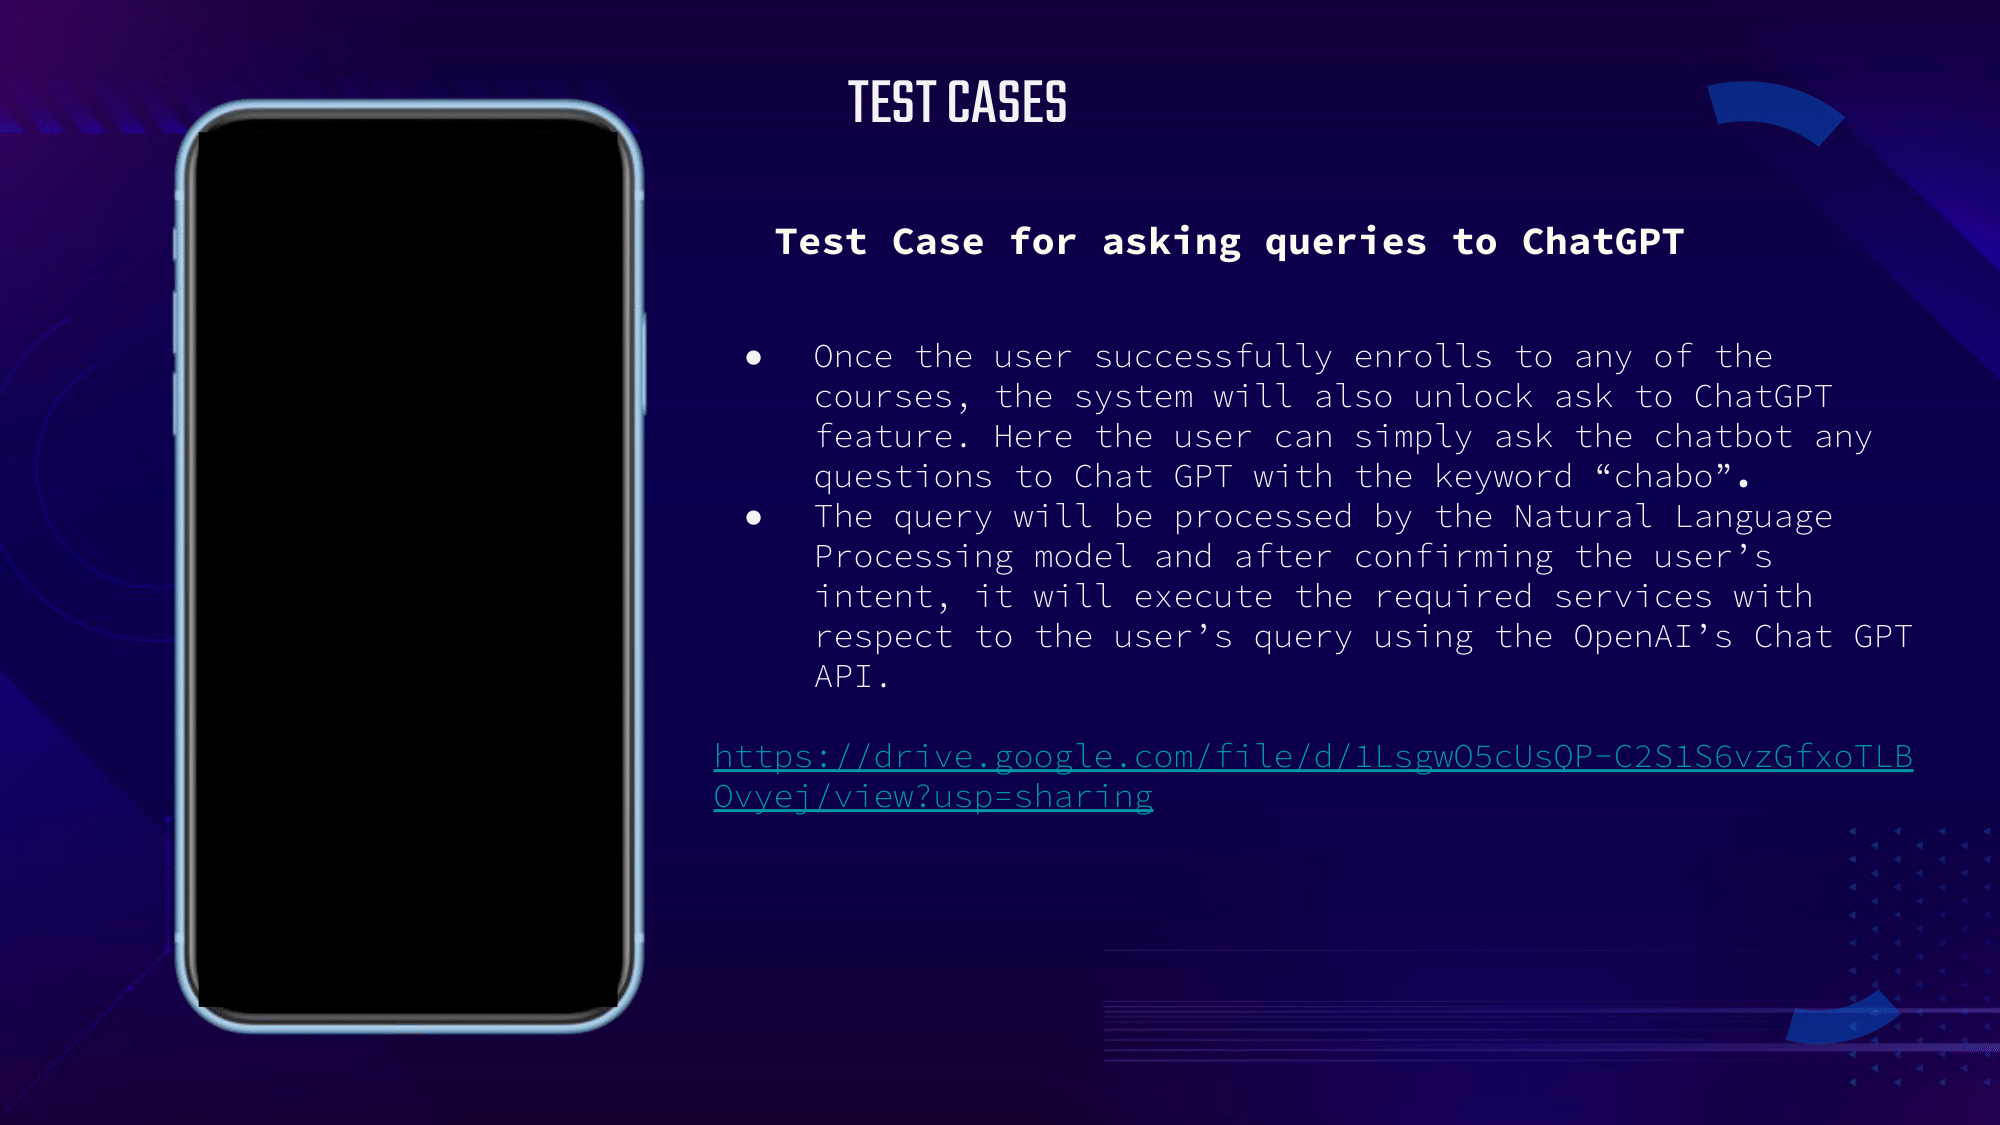 TEST CASES
Test Case for asking queries to ChatGPT
● Once the user successfully enrolls to any of the
courses, the system will also unlock ask to ChatGPT
feature. Here the user can simply ask the chatbot any
questions to Chat GPT with the keyword “chabo”.
● The query will be processed by the Natural Language
Processing model and after confirming the user’s
intent, it will execute the required services with
respect to the user’s query using the OpenAI’s Chat GPT
API.
https://drive.google.com/file/d/1LsgwO5cUsQP-C2S1S6vzGfxoTLB
Ovyej/view?usp=sharing